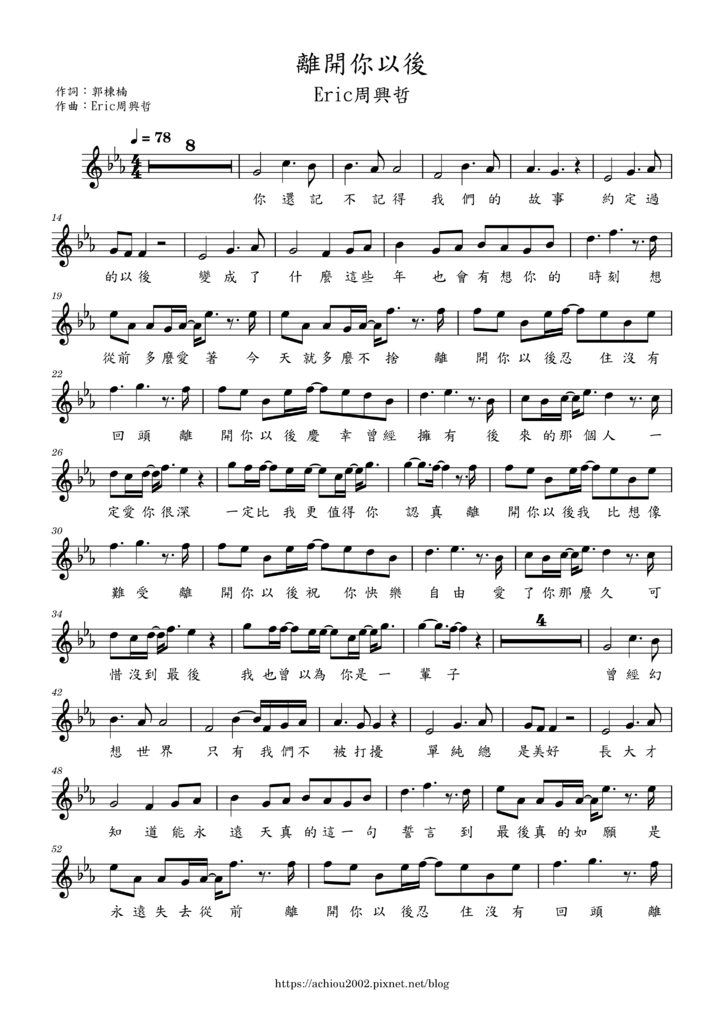 離開你以後
Eric周興哲
作詞：郭棟楠
作曲：Eric周興哲
= 78
8
4
4
你 還 記 不 記 得 我 們 的 故 事 約 定 過
14
的 以 後 變 成 了 什 麼 這 些 年 也 會 有 想 你 的 時 刻 想
19
從 前 多 麼 愛 著 今 天 就 多 麼 不 捨 離 開 你 以 後 忍 住 沒 有
22
回 頭 離 開 你 以 後 慶 幸 曾 經 擁 有 後 來 的 那 個 人 一
26
定 愛 你 很 深 一 定 比 我 更 值 得 你 認 真 離 開 你 以 後 我 比 想 像
30
難 受 離 開 你 以 後 祝 你 快 樂 自 由 愛 了 你 那 麼 久 可
34
4
惜 沒 到 最 後 我 也 曾 以 為 你 是 一 輩 子 曾 經 幻
42
想 世 界 只 有 我 們 不 被 打 擾 單 純 總 是 美 好 長 大 才
48
知 道 能 永 遠 天 真 的 這 一 句 誓 言 到 最 後 真 的 如 願 是
52
永 遠 失 去 從 前 離 開 你 以 後 忍 住 沒 有 回 頭 離
https://achiou2002.pixnet.net/blog